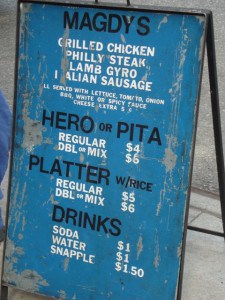 MAGDY'S
GRILLED CHICKEN
PHILLY STEAK
LAMB GYRO
ITALIAN SAUSAGE
ALL SERVED WITH LETTUCE, TOMATO, ONION
BBQ, WHITE OR SPICY SAUCE
CHEESE EXTRA
HERO OR PITA
REGULAR $4
DBL OR MIX $5
PLATTER W/RICE
REGULAR $5
DBL OR MIX $6
DRINKS
SODA $1
WATER $1
SNAPPLE $1.50